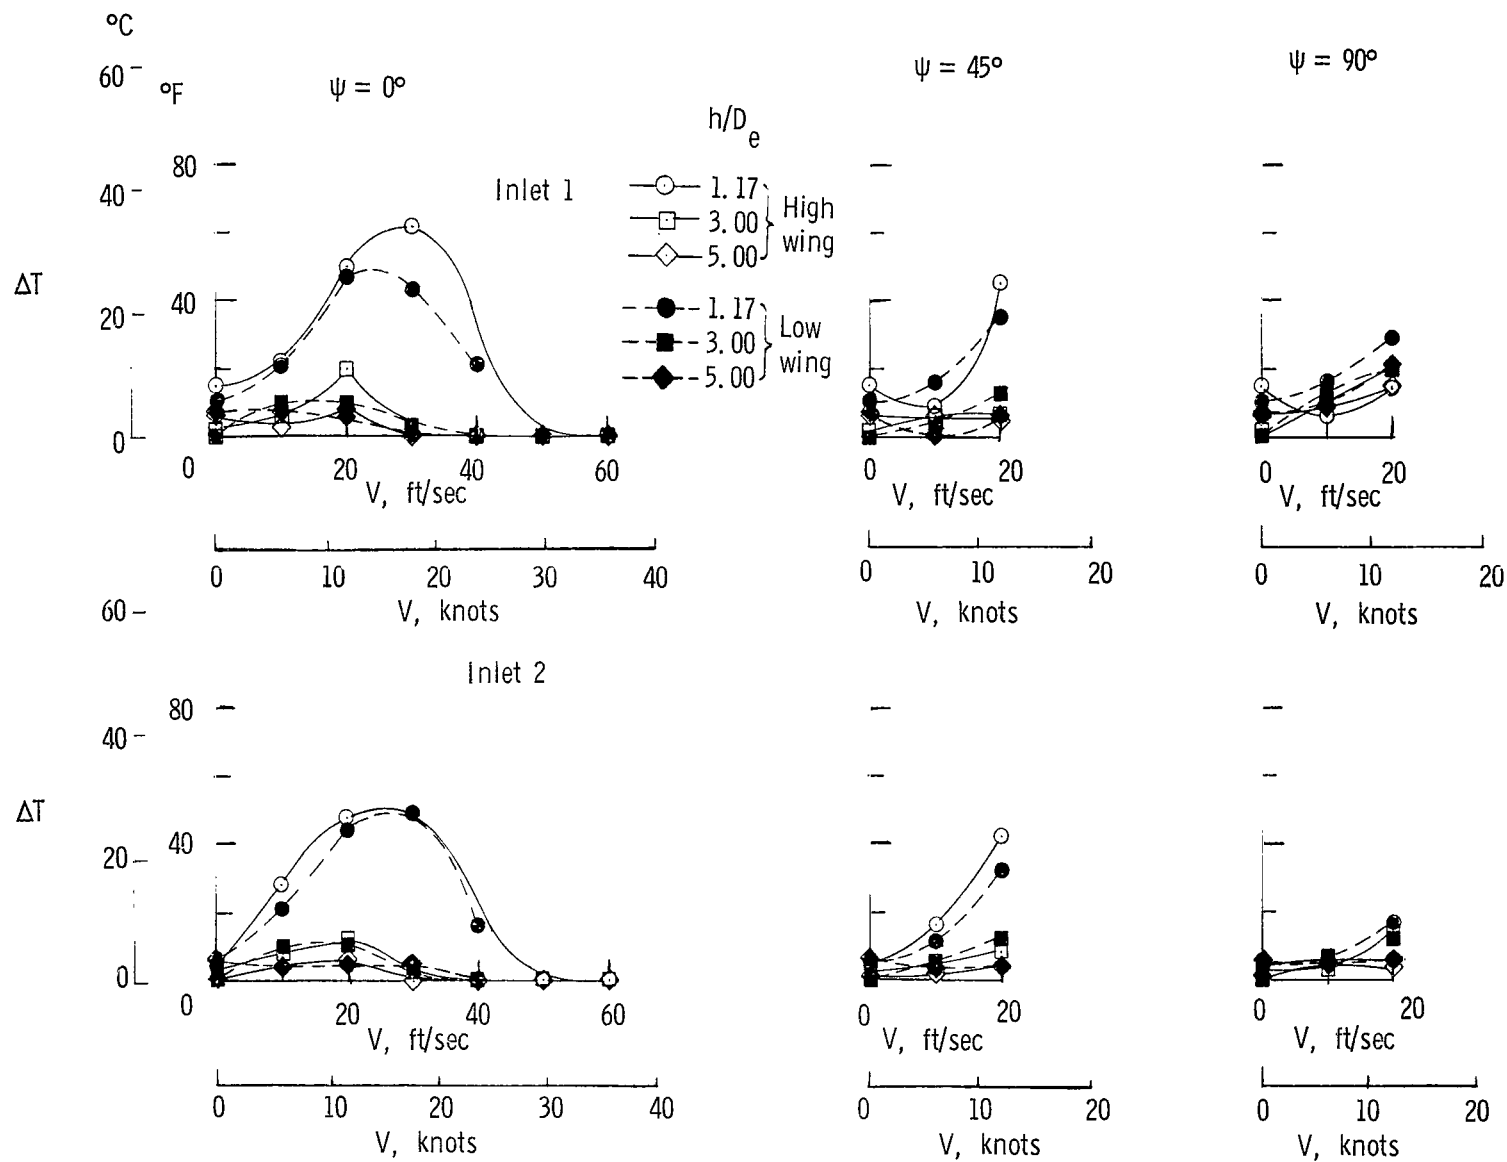 °C
60
°F
ψ = 0°
ψ = 45°
ψ = 90°
h/De
80
40
Inlet 1
1.17
3.00
5.00
High
wing
ΔT
40
20
1.17
3.00
5.00
Low
wing
0
0 20 40 60
V, ft/sec
0 20
V, ft/sec
0 20
V, ft/sec
0 10 20 30 40
V, knots
0 10 20
V, knots
0 10 20
V, knots
60
Inlet 2
80
40
ΔT
40
20
0
0 20 40 60
V, ft/sec
0 20
V, ft/sec
0 20
V, ft/sec
0 10 20 30 40
V, knots
0 10 20
V, knots
0 10 20
V, knots